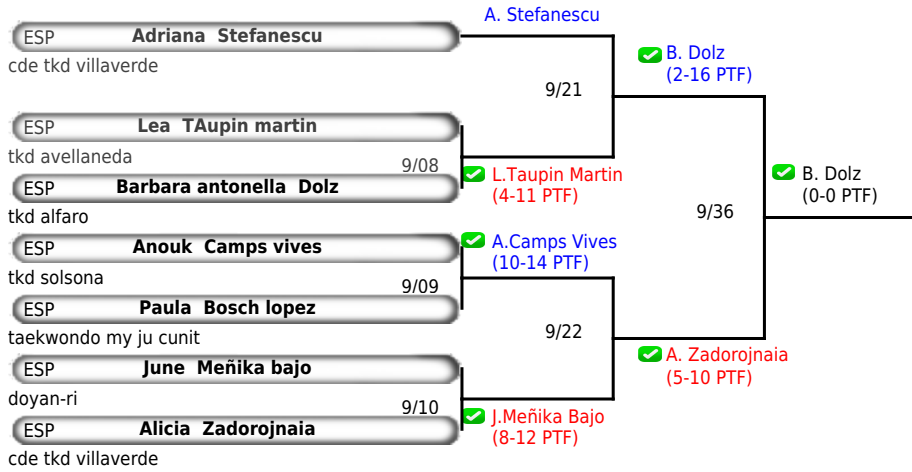 A. Stefanescu
ESP Adriana Stefanescu
cde tkd villaverde
B. Dolz
(2-16 PTF)
9/21
ESP Lea TAupin martin
tkd avellaneda
9/08
L.Taupin Martin
(4-11 PTF)
ESP Barbara antonella Dolz
tkd alfaro
B. Dolz
(0-0 PTF)
9/36
ESP Anouk Camps vives
A.Camps Vives
(10-14 PTF)
tkd solsona
9/09
ESP Paula Bosch lopez
taekwondo my ju cunit
9/22
A. Zadorojnaia
(5-10 PTF)
ESP June Meñika bajo
doyan-ri
9/10
J.Meñika Bajo
(8-12 PTF)
ESP Alicia Zadorojnaia
cde tkd villaverde